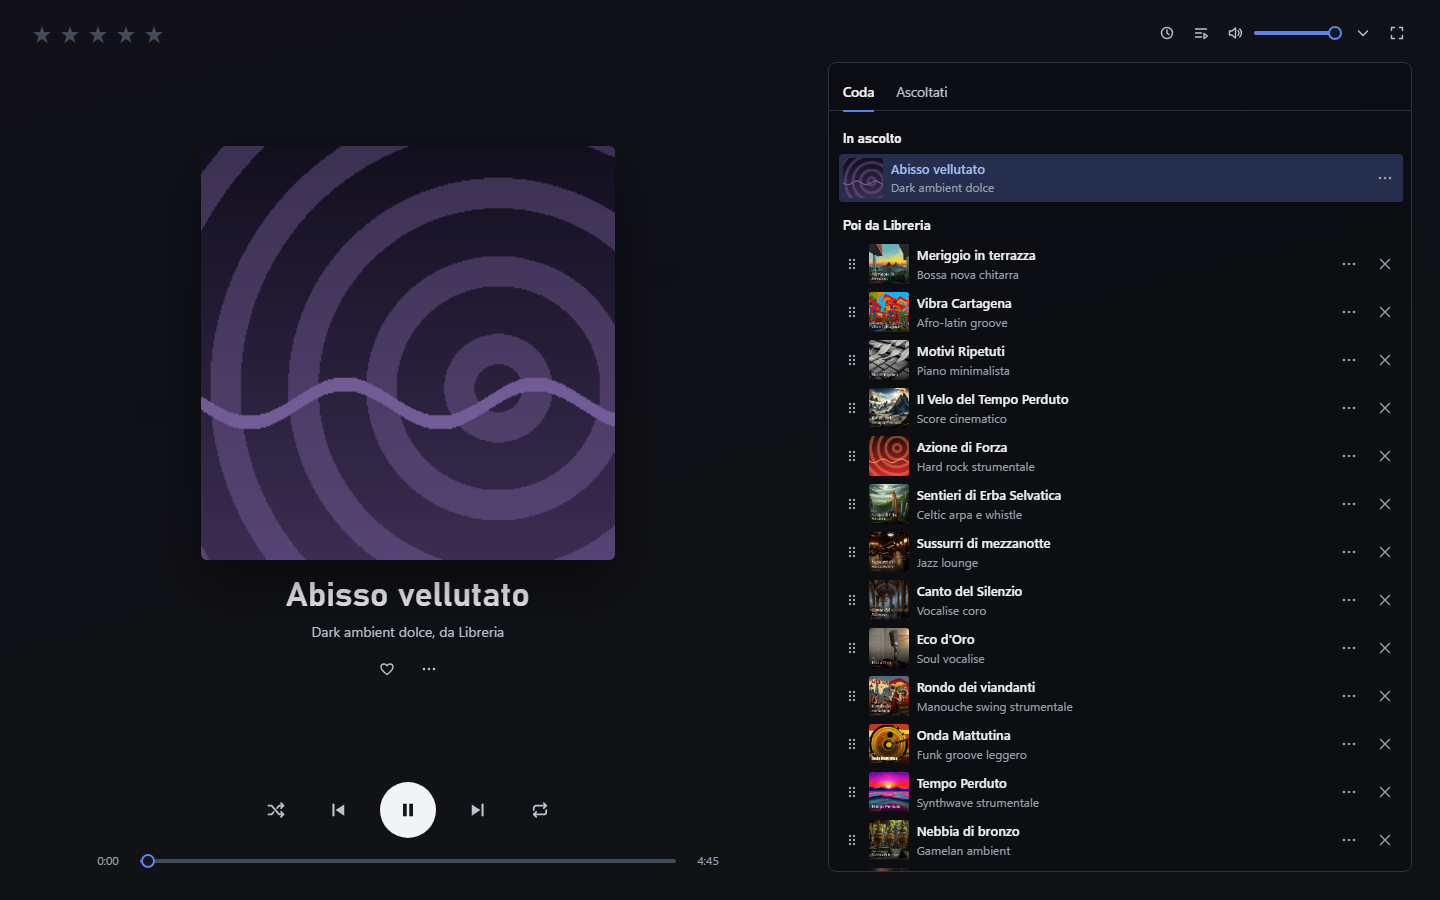 Coda
Ascoltati
In ascolto
Abisso vellutato
Dark ambient dolce
Poi da Libreria
Meriggio in terrazza
Bossa nova chitarra
Vibra Cartagena
Afro-latin groove
Motivi Ripetuti
Piano minimalista
Il Velo del Tempo Perduto
Score cinematico
Azione di Forza
Hard rock strumentale
Sentieri di Erba Selvatica
Celtic arpa e whistle
Sussurri di mezzanotte
Jazz lounge
Canto del Silenzio
Vocalise coro
Eco d'Oro
Soul vocalise
Rondo dei viandanti
Manouche swing strumentale
Onda Mattutina
Funk groove leggero
Tempo Perduto
Synthwave strumentale
Nebbia di bronzo
Gamelan ambient
Abisso vellutato
Dark ambient dolce, da Libreria
0:00
4:45